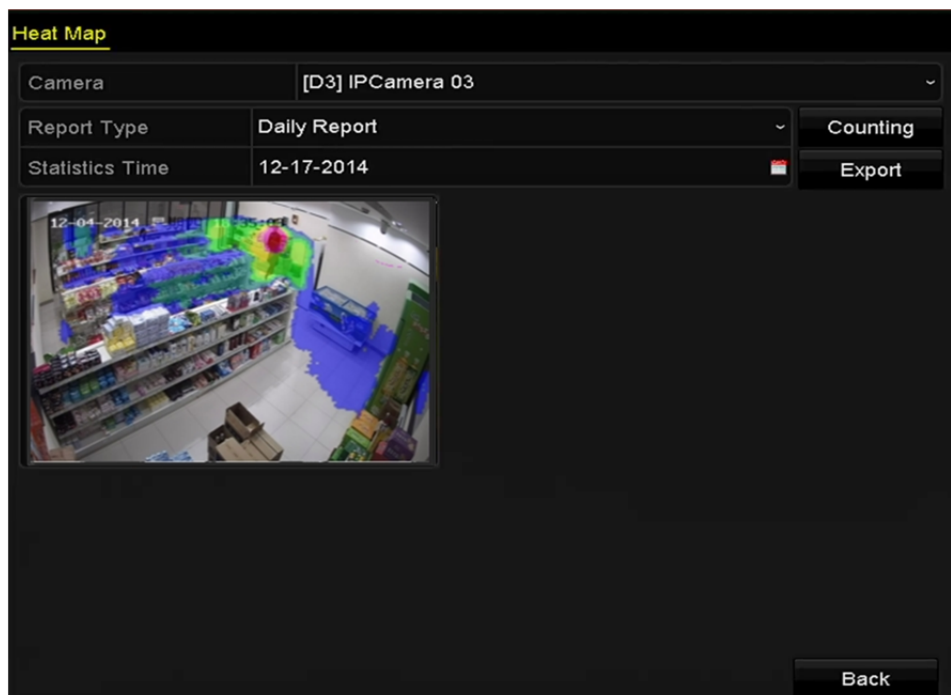 Heat Map
Camera [D3] IPCamera 03
Report Type Daily Report Counting
Statistics Time 12-17-2014 Export
12-04-2014
Back